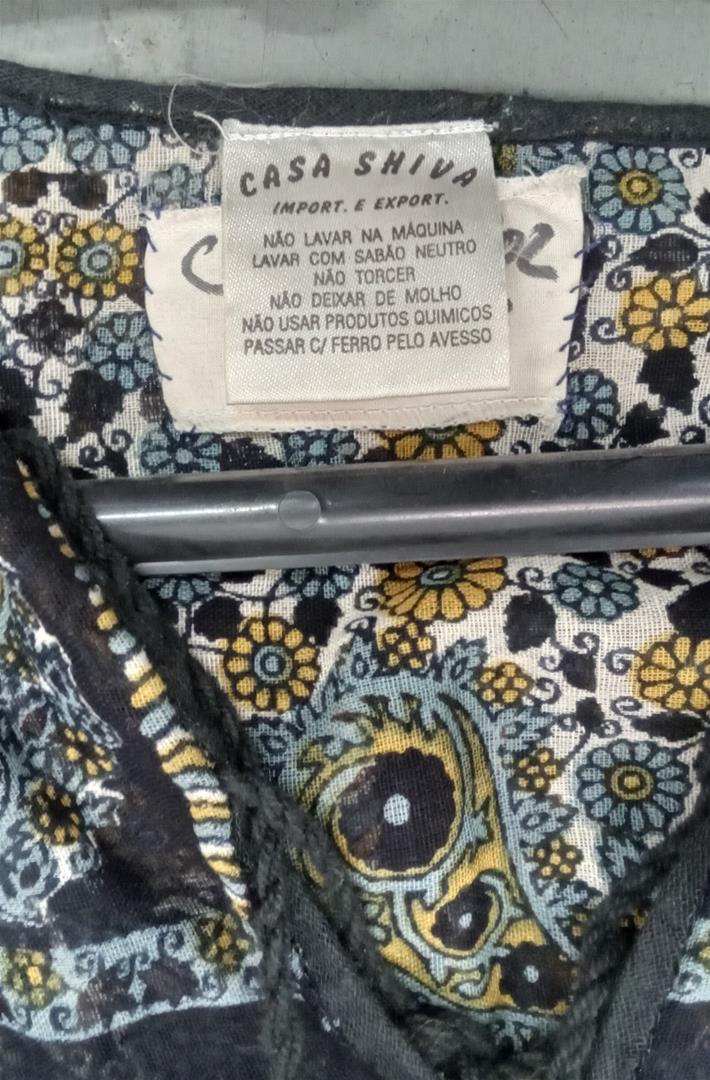 CASA SHIVA
IMPORT. E EXPORT.
NÃO LAVAR NA MÁQUINA
LAVAR COM SABÃO NEUTRO
NÃO TORCER
NÃO DEIXAR DE MOLHO
NÃO USAR PRODUTOS QUIMICOS
PASSAR C/ FERRO PELO AVESSO